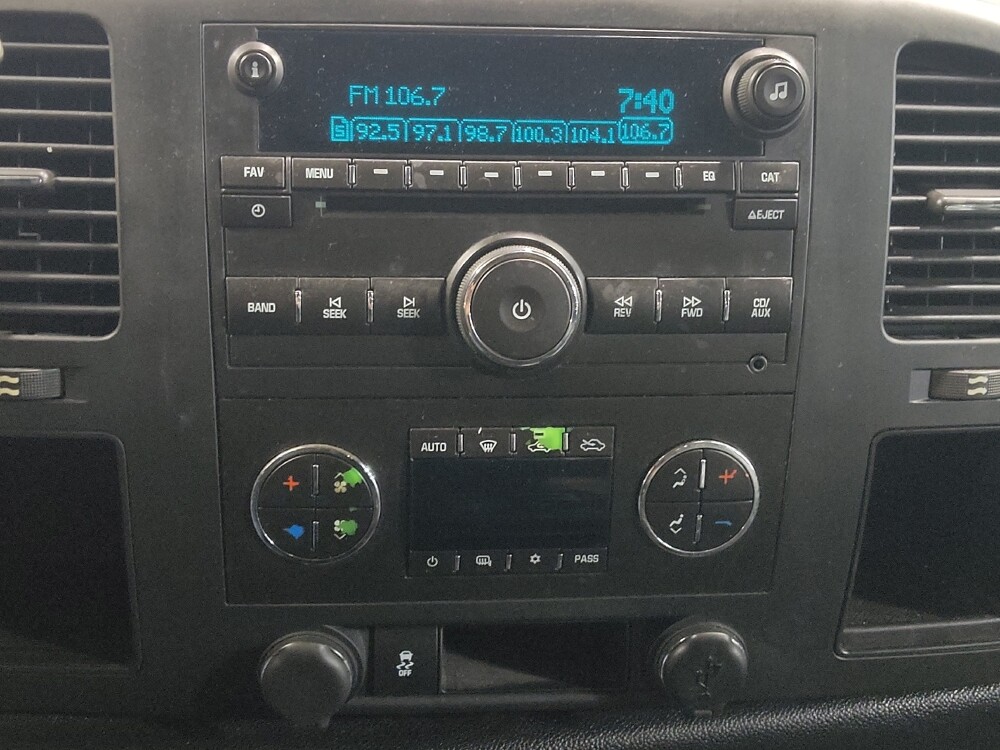 i
FM 106.7 7:40
S 92.5 97.1 98.7 100.3 104.1 106.7
FAV MENU EQ CAT
EJECT
BAND SEEK SEEK REV FWD CD/AUX
AUTO
PASS
OFF